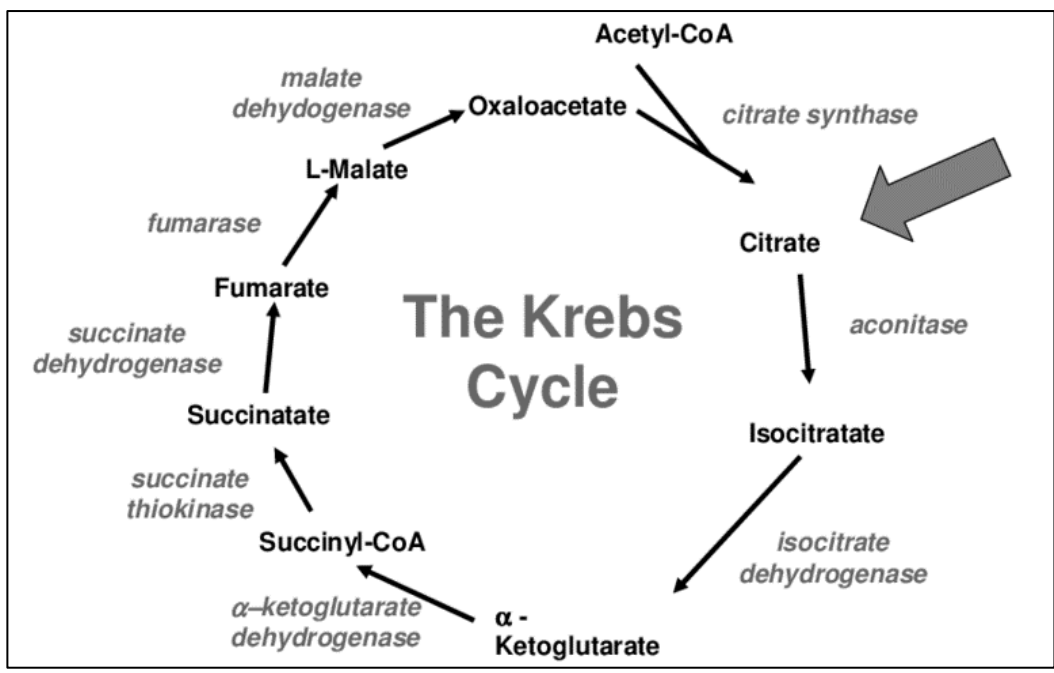 Acetyl-CoA
malate
dehydogenase
Oxaloacetate
citrate synthase
L-Malate
fumarase
Citrate
Fumarate
The Krebs
Cycle
aconitase
succinate
dehydrogenase
Succinatate
Isocitratate
succinate
thiokinase
Succinyl-CoA
isocitrate
dehydrogenase
α–ketoglutarate
dehydrogenase
α -
Ketoglutarate